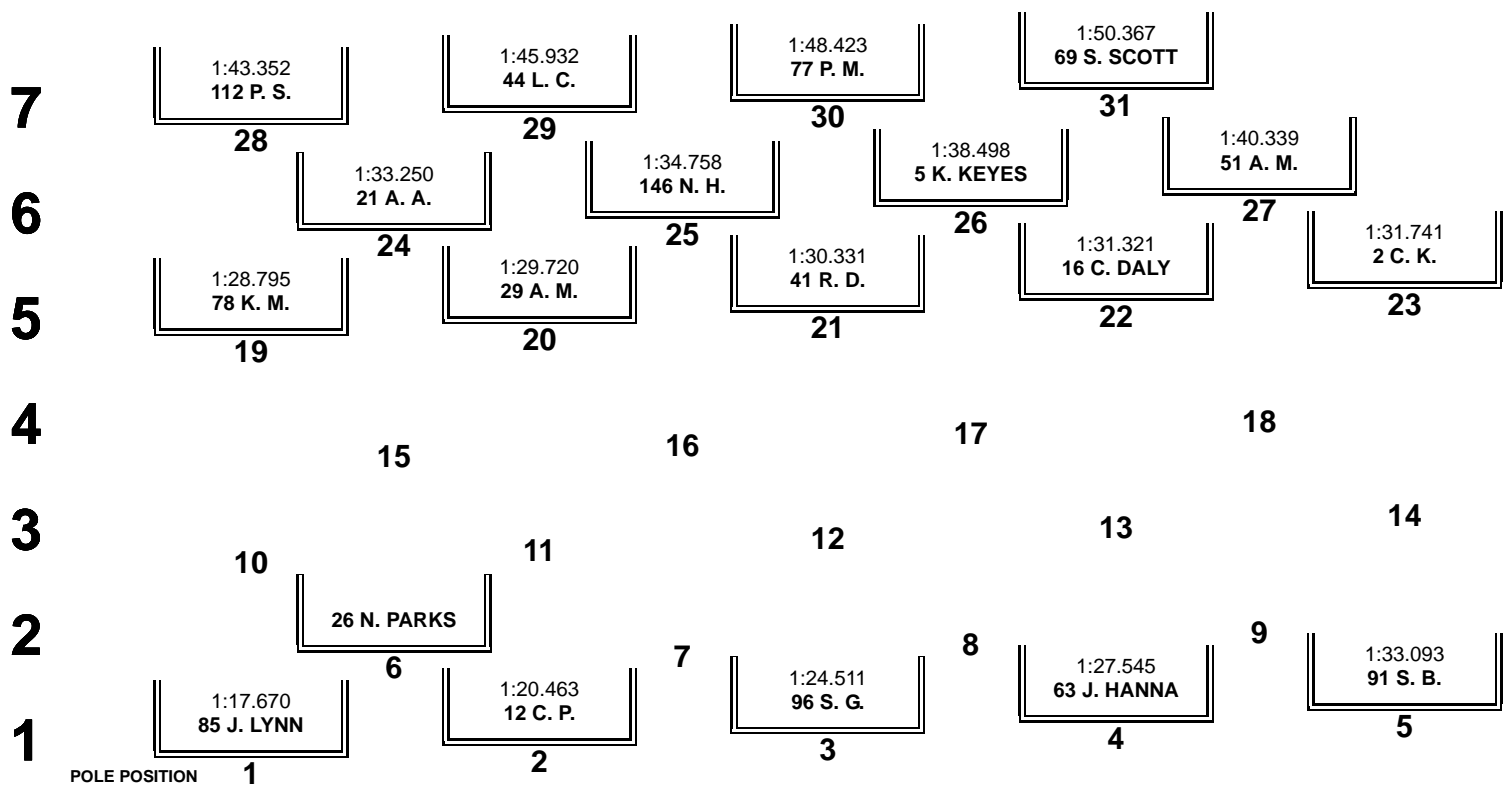 7
1:43.352
112 P. S.
28
1:45.932
44 L. C.
29
1:48.423
77 P. M.
30
1:50.367
69 S. SCOTT
31
6
1:33.250
21 A. A.
24
1:34.758
146 N. H.
25
1:38.498
5 K. KEYES
26
1:40.339
51 A. M.
27
5
1:28.795
78 K. M.
19
1:29.720
29 A. M.
20
1:30.331
41 R. D.
21
1:31.321
16 C. DALY
22
1:31.741
2 C. K.
23
4
15
16
17
18
3
10
11
12
13
14
2
26 N. PARKS
6
7
8
9
1
1:17.670
85 J. LYNN
1
1:20.463
12 C. P.
2
1:24.511
96 S. G.
3
1:27.545
63 J. HANNA
4
1:33.093
91 S. B.
5
POLE POSITION